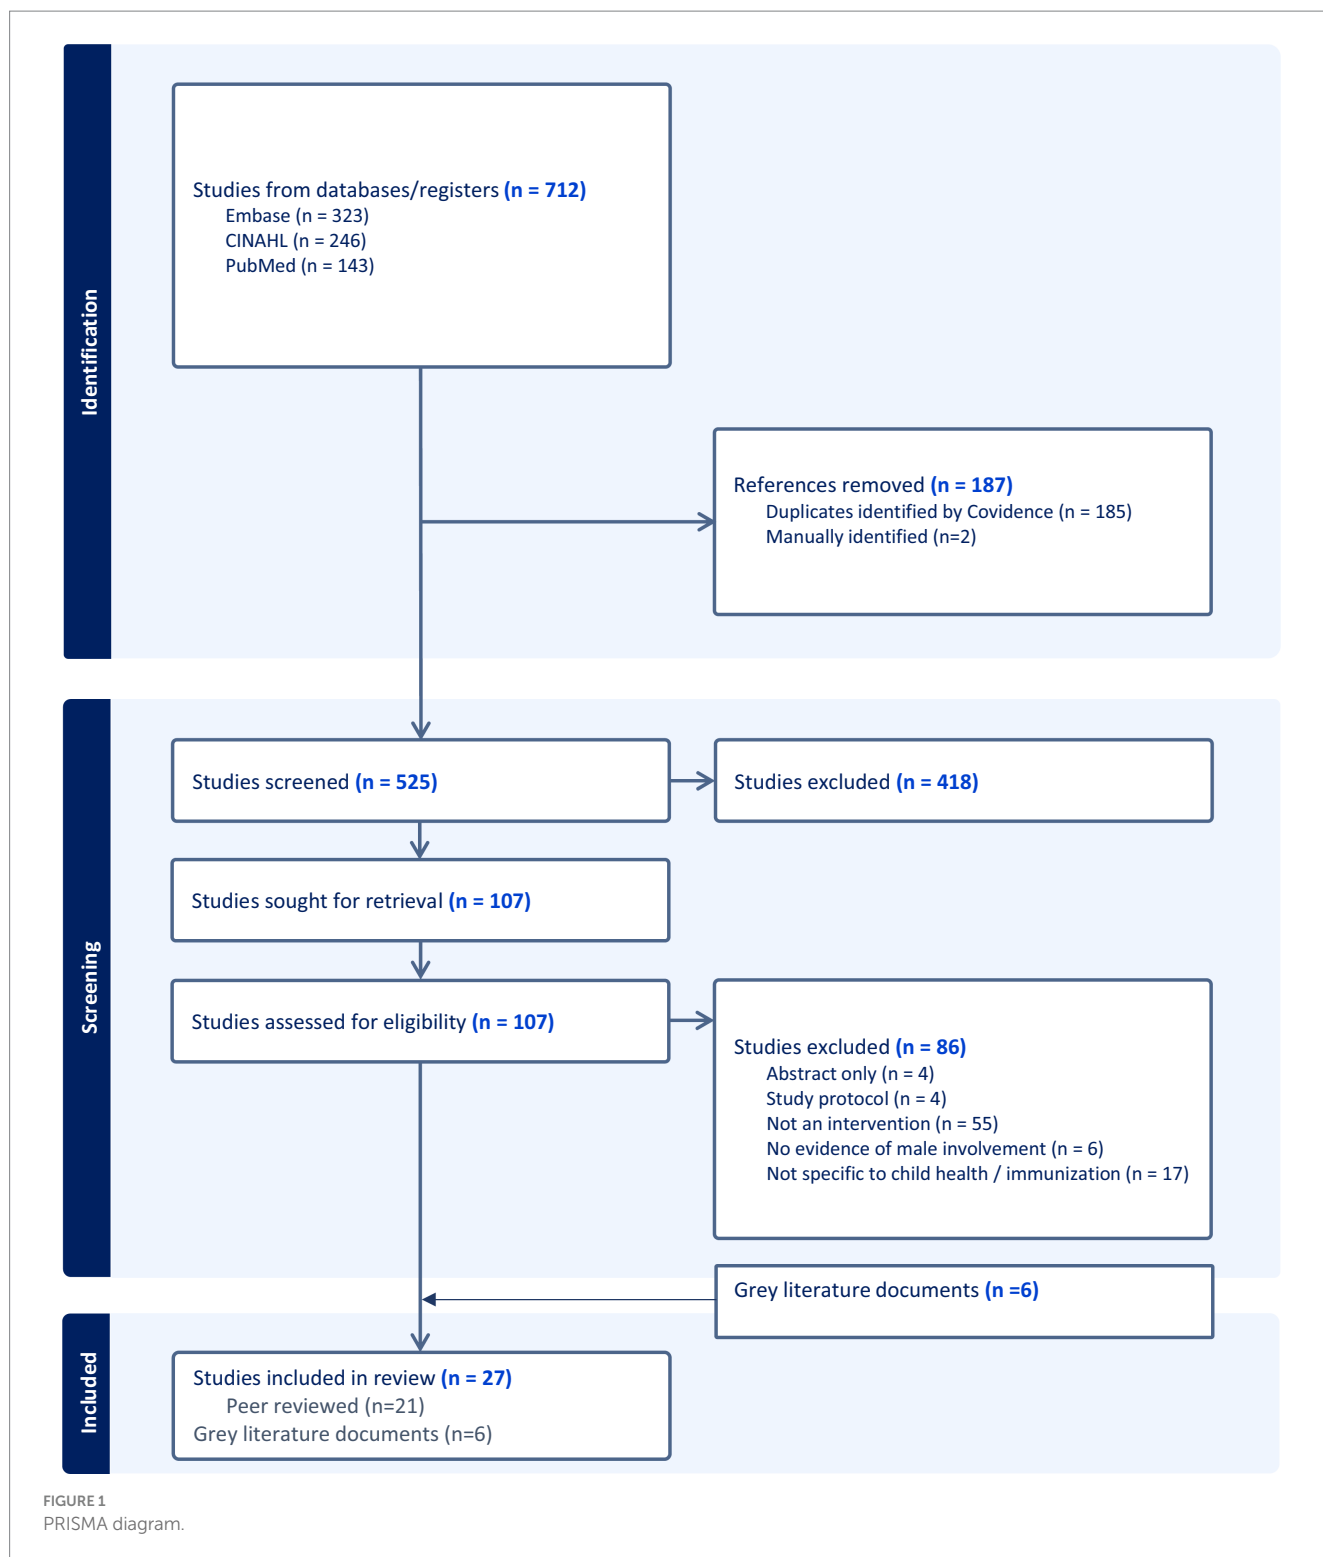 Identification
Studies from databases/registers (n = 712)
Embase (n = 323)
CINAHL (n = 246)
PubMed (n = 143)
References removed (n = 187)
Duplicates identified by Covidence (n = 185)
Manually identified (n=2)
Screening
Studies screened (n = 525)
Studies excluded (n = 418)
Studies sought for retrieval (n = 107)
Studies assessed for eligibility (n = 107)
Studies excluded (n = 86)
Abstract only (n = 4)
Study protocol (n = 4)
Not an intervention (n = 55)
No evidence of male involvement (n = 6)
Not specific to child health / immunization (n = 17)
Grey literature documents (n =6)
Included
Studies included in review (n = 27)
Peer reviewed (n=21)
Grey literature documents (n=6)
FIGURE 1
PRISMA diagram.